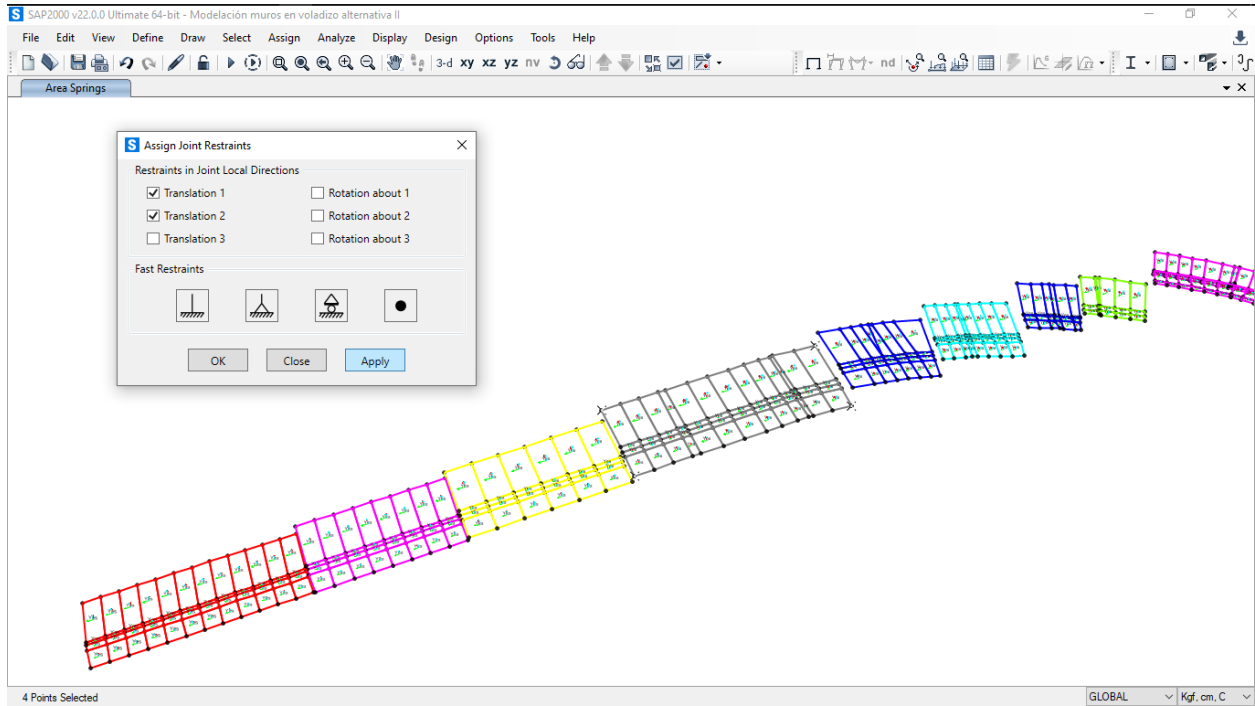 SAP2000 v22.0.0 Ultimate 64-bit - Modelación muros en voladizo alternativa II
File Edit View Define Draw Select Assign Analyze Display Design Options Tools Help
3-d xy xz yz nv nd
Area Springs
Assign Joint Restraints
Restraints in Joint Local Directions
Translation 1 Rotation about 1
Translation 2 Rotation about 2
Translation 3 Rotation about 3
Fast Restraints
OK Close Apply
4 Points Selected GLOBAL Kgf, cm, C